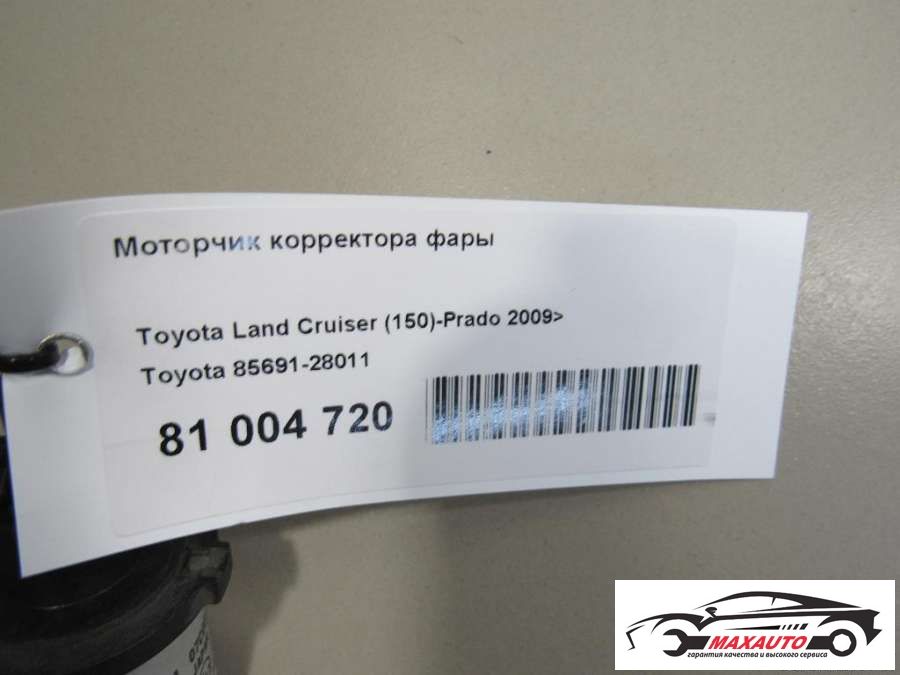 Моторчик корректора фары
Toyota Land Cruiser (150)-Prado 2009>
Toyota 85691-28011
81 004 720
MAXAUTO
гарантия качества и высокого сервиса